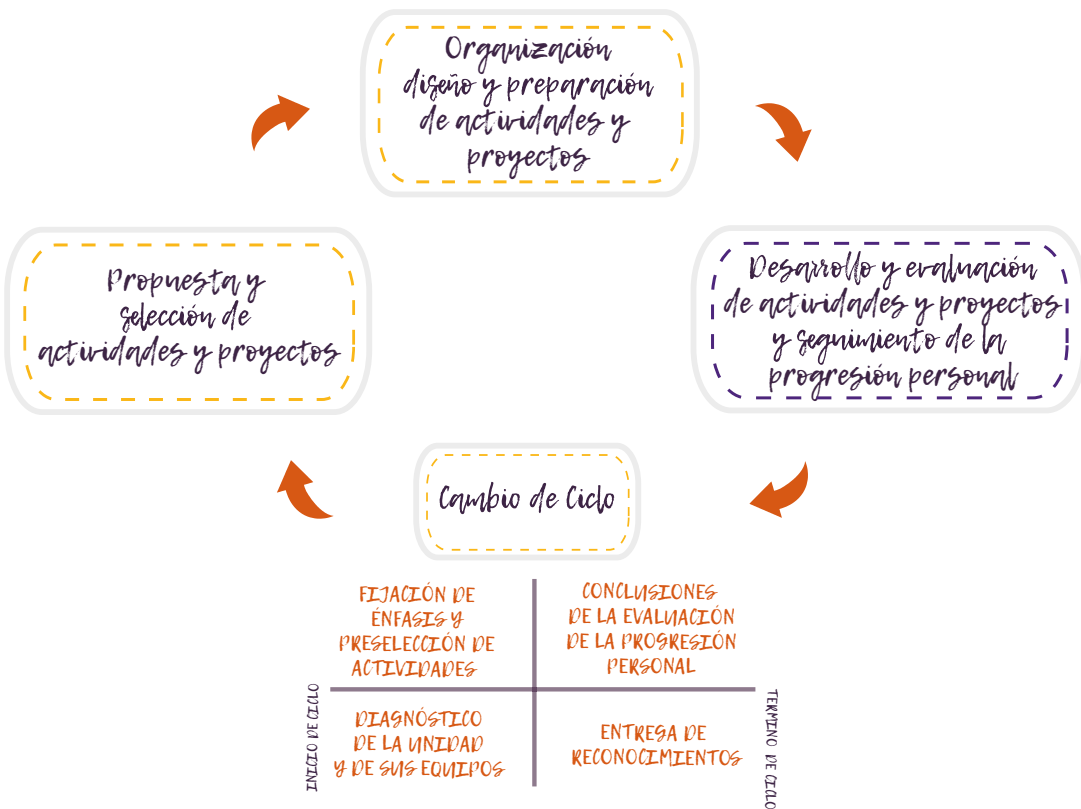 Organización
diseño y preparación
de actividades y
proyectos
Propuesta y
selección de
actividades y proyectos
Desarrollo y evaluación
de actividades y proyectos
y seguimiento de la
progresión personal
Cambio de Ciclo
FIJACIÓN DE
ÉNFASIS Y
PRESELECCIÓN DE
ACTIVIDADES
CONCLUSIONES
DE LA EVALUACIÓN
DE LA PROGRESIÓN
PERSONAL
INICIO DE CICLO
DIAGNÓSTICO
DE LA UNIDAD
Y DE SUS EQUIPOS
ENTREGA DE
RECONOCIMIENTOS
TERMINO DE CICLO